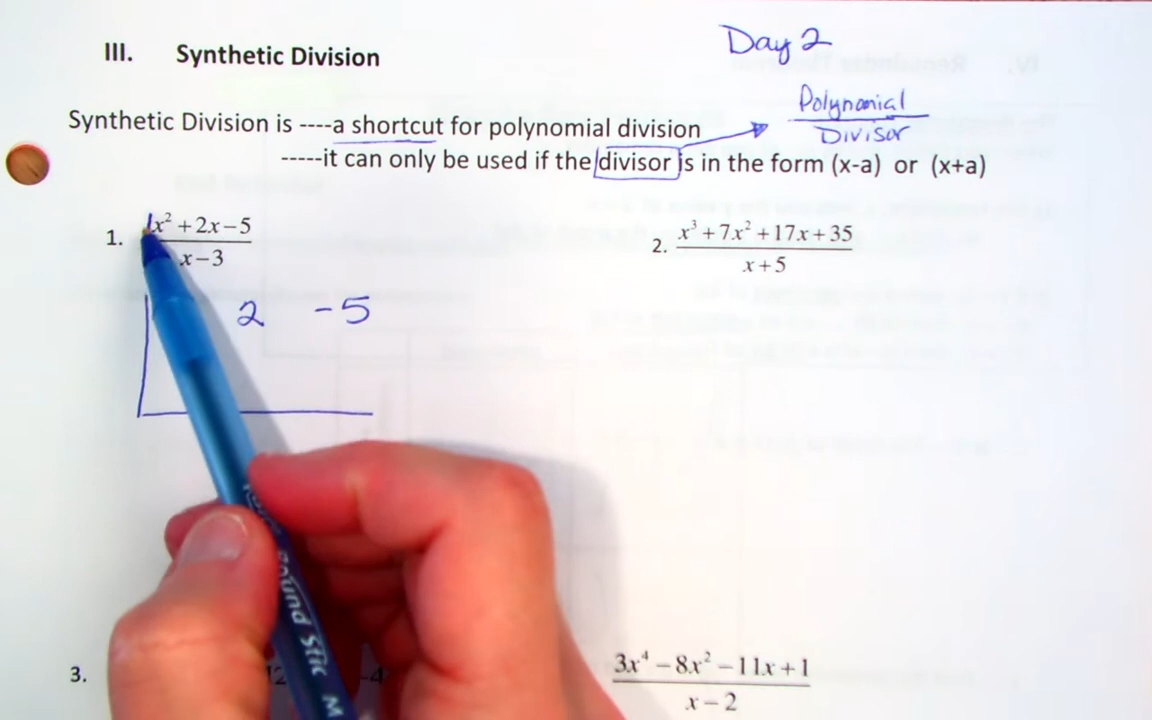 III. Synthetic Division
Day 2
Synthetic Division is ----a shortcut for polynomial division
Polynomial
Divisor
-----it can only be used if the divisor is in the form (x-a) or (x+a)
1. 1x² + 2x − 5
x − 3
2 -5
2. x³ + 7x² + 17x + 35
x + 5
3.
3x⁴ − 8x² − 11x + 1
x − 2